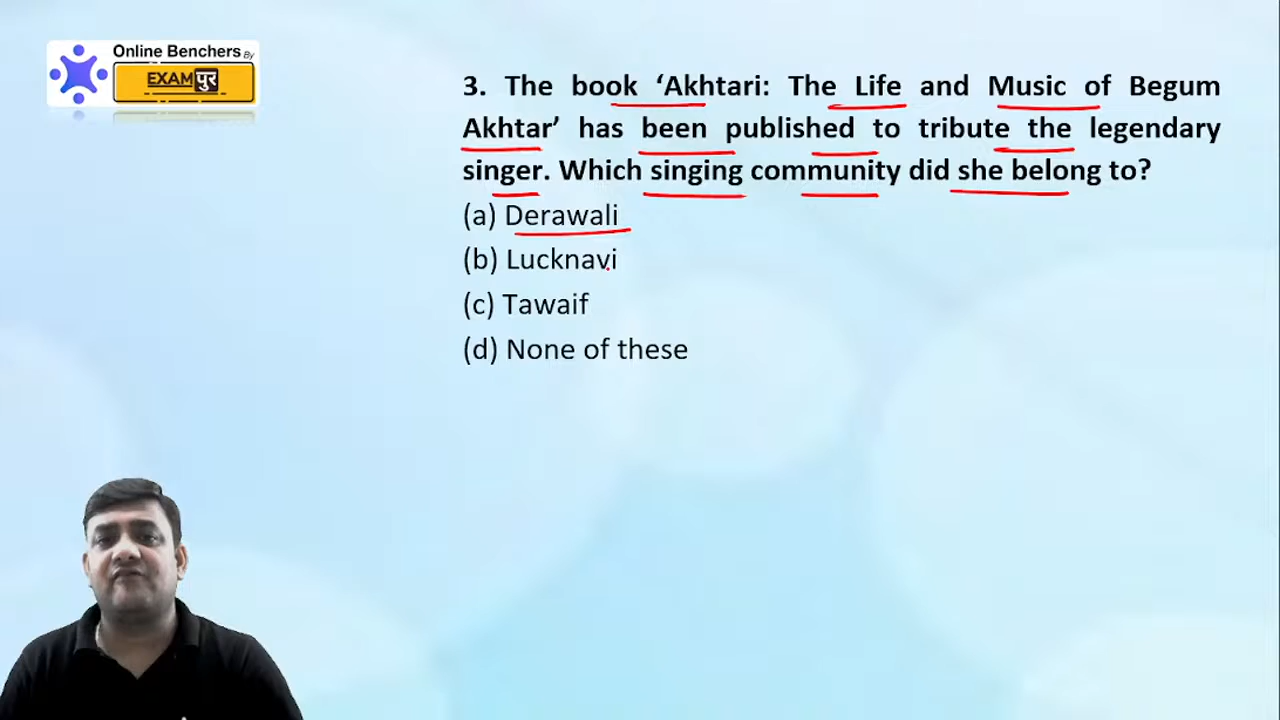 Online Benchers By
EXAMपुर
3. The book ‘Akhtari: The Life and Music of Begum
Akhtar’ has been published to tribute the legendary
singer. Which singing community did she belong to?
(a) Derawali
(b) Lucknavi
(c) Tawaif
(d) None of these